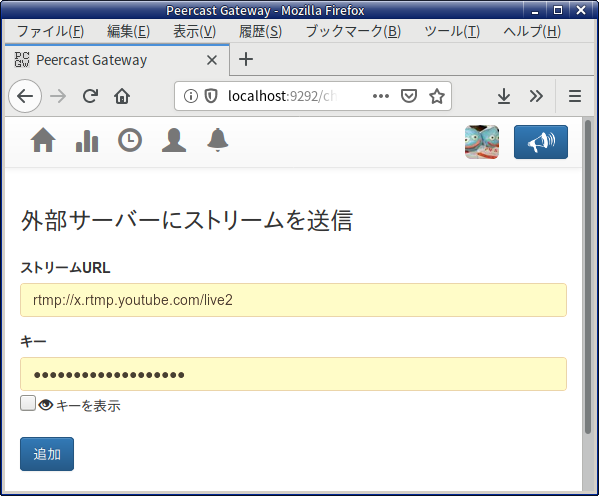 Peercast Gateway - Mozilla Firefox
ファイル(F) 編集(E) 表示(V) 履歴(S) ブックマーク(B) ツール(T) ヘルプ(H)
PC GW Peercast Gateway
localhost:9292/ch
外部サーバーにストリームを送信
ストリームURL
rtmp://x.rtmp.youtube.com/live2
キー
●●●●●●●●●●●●●●●●●●●
キーを表示
追加